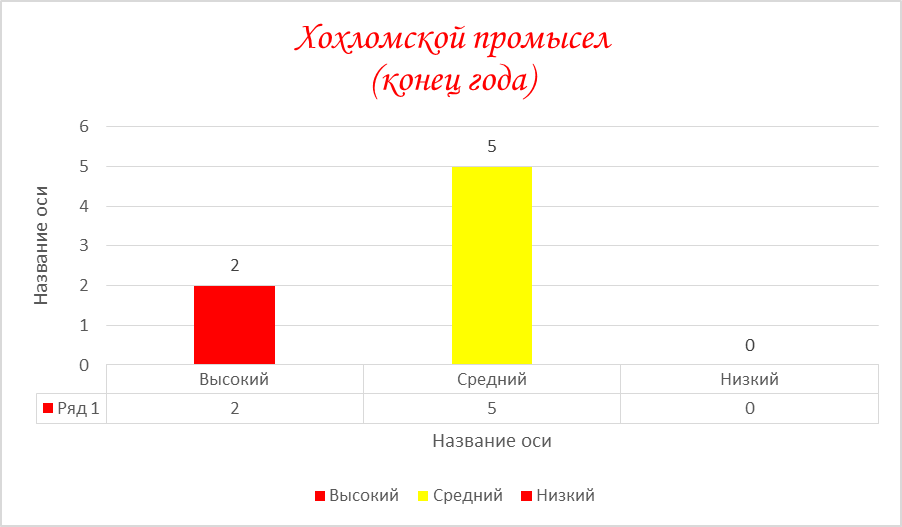 Хохломской промысел
(конец года)
6
5
4
3
2
1
0
Название оси
2
5
0
Высокий Средний Низкий
Ряд 1 2 5 0
Название оси
Высокий Средний Низкий